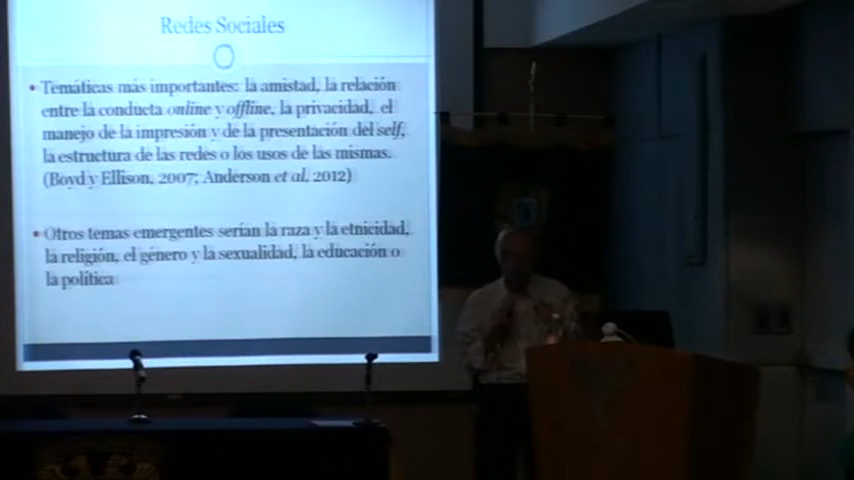 Redes Sociales
• Temáticas más importantes: la amistad, la relación
entre la conducta online y offline, la privacidad, el
manejo de la impresión y de la presentación del self,
la estructura de las redes o los usos de las mismas.
(Boyd y Ellison, 2007; Anderson et al, 2012)
• Otros temas emergentes serían la raza y la etnicidad,
la religión, el género y la sexualidad, la educación o
la política